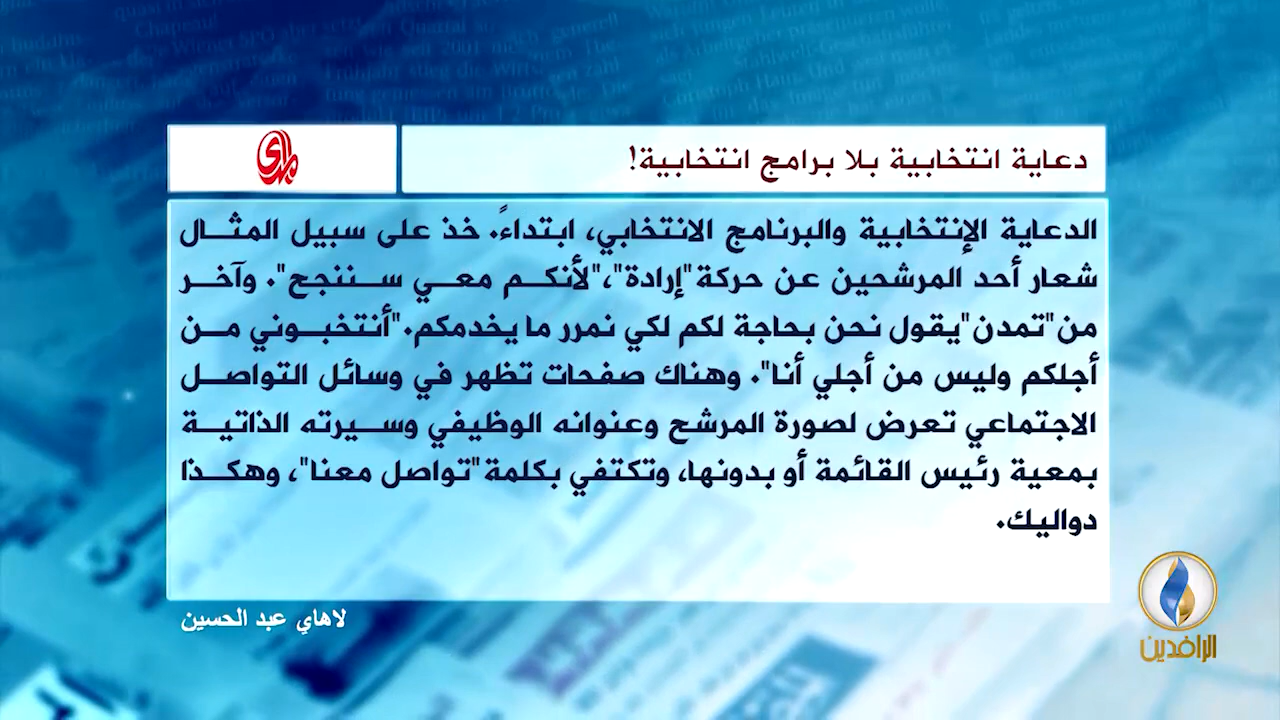 دعاية انتخابية بلا برامج انتخابية!
المدى
الدعاية الإنتخابية والبرنامج الانتخابي، ابتداءً. خذ على سبيل المثال
شعار أحد المرشحين عن حركة "إرادة"، "لأنكم معي سننجح". وآخر
من "تمدن" يقول نحن بحاجة لكم لكي نمرر ما يخدمكم. "أنتخبوني من
أجلكم وليس من أجلي أنا". وهناك صفحات تظهر في وسائل التواصل
الاجتماعي تعرض لصورة المرشح وعنوانه الوظيفي وسيرته الذاتية
بمعية رئيس القائمة أو بدونها، وتكتفي بكلمة "تواصل معنا"، وهكذا
دواليك.
لاهاي عبد الحسين
الرافدين